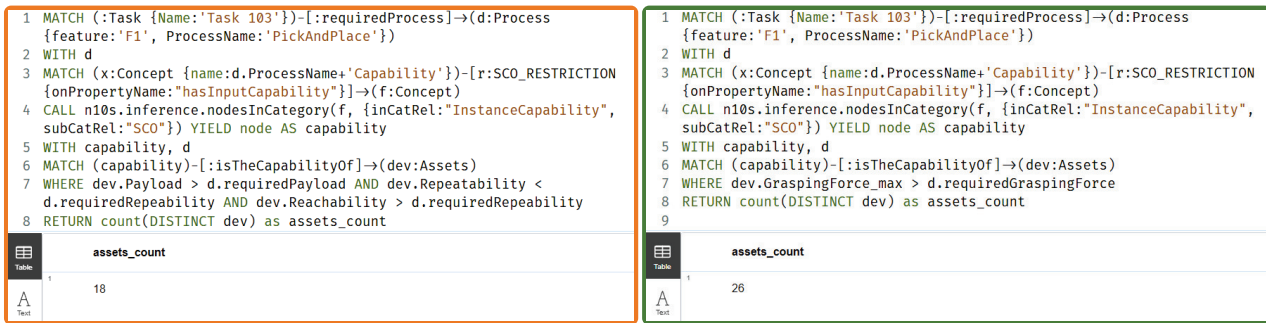 1 MATCH (:Task {Name:'Task 103'})-[:requiredProcess]→(d:Process
{feature:'F1', ProcessName:'PickAndPlace'})
2 WITH d
3 MATCH (x:Concept {name:d.ProcessName+'Capability'})-[r:SCO_RESTRICTION
{onPropertyName:"hasInputCapability"}]→(f:Concept)
4 CALL n10s.inference.nodesInCategory(f, {inCatRel:"InstanceCapability",
subCatRel:"SCO"}) YIELD node AS capability
5 WITH capability, d
6 MATCH (capability)-[:isTheCapabilityOf]→(dev:Assets)
7 WHERE dev.Payload > d.requiredPayload AND dev.Repeatability <
d.requiredRepeability AND dev.Reachability > d.requiredRepeability
8 RETURN count(DISTINCT dev) as assets_count
Table
assets_count
1
18
A
Text
1 MATCH (:Task {Name:'Task 103'})-[:requiredProcess]→(d:Process
{feature:'F1', ProcessName:'PickAndPlace'})
2 WITH d
3 MATCH (x:Concept {name:d.ProcessName+'Capability'})-[r:SCO_RESTRICTION
{onPropertyName:"hasInputCapability"}]→(f:Concept)
4 CALL n10s.inference.nodesInCategory(f, {inCatRel:"InstanceCapability",
subCatRel:"SCO"}) YIELD node AS capability
5 WITH capability, d
6 MATCH (capability)-[:isTheCapabilityOf]→(dev:Assets)
7 WHERE dev.GraspingForce_max > d.requiredGraspingForce
8 RETURN count(DISTINCT dev) as assets_count
9
Table
assets_count
1
26
A
Text